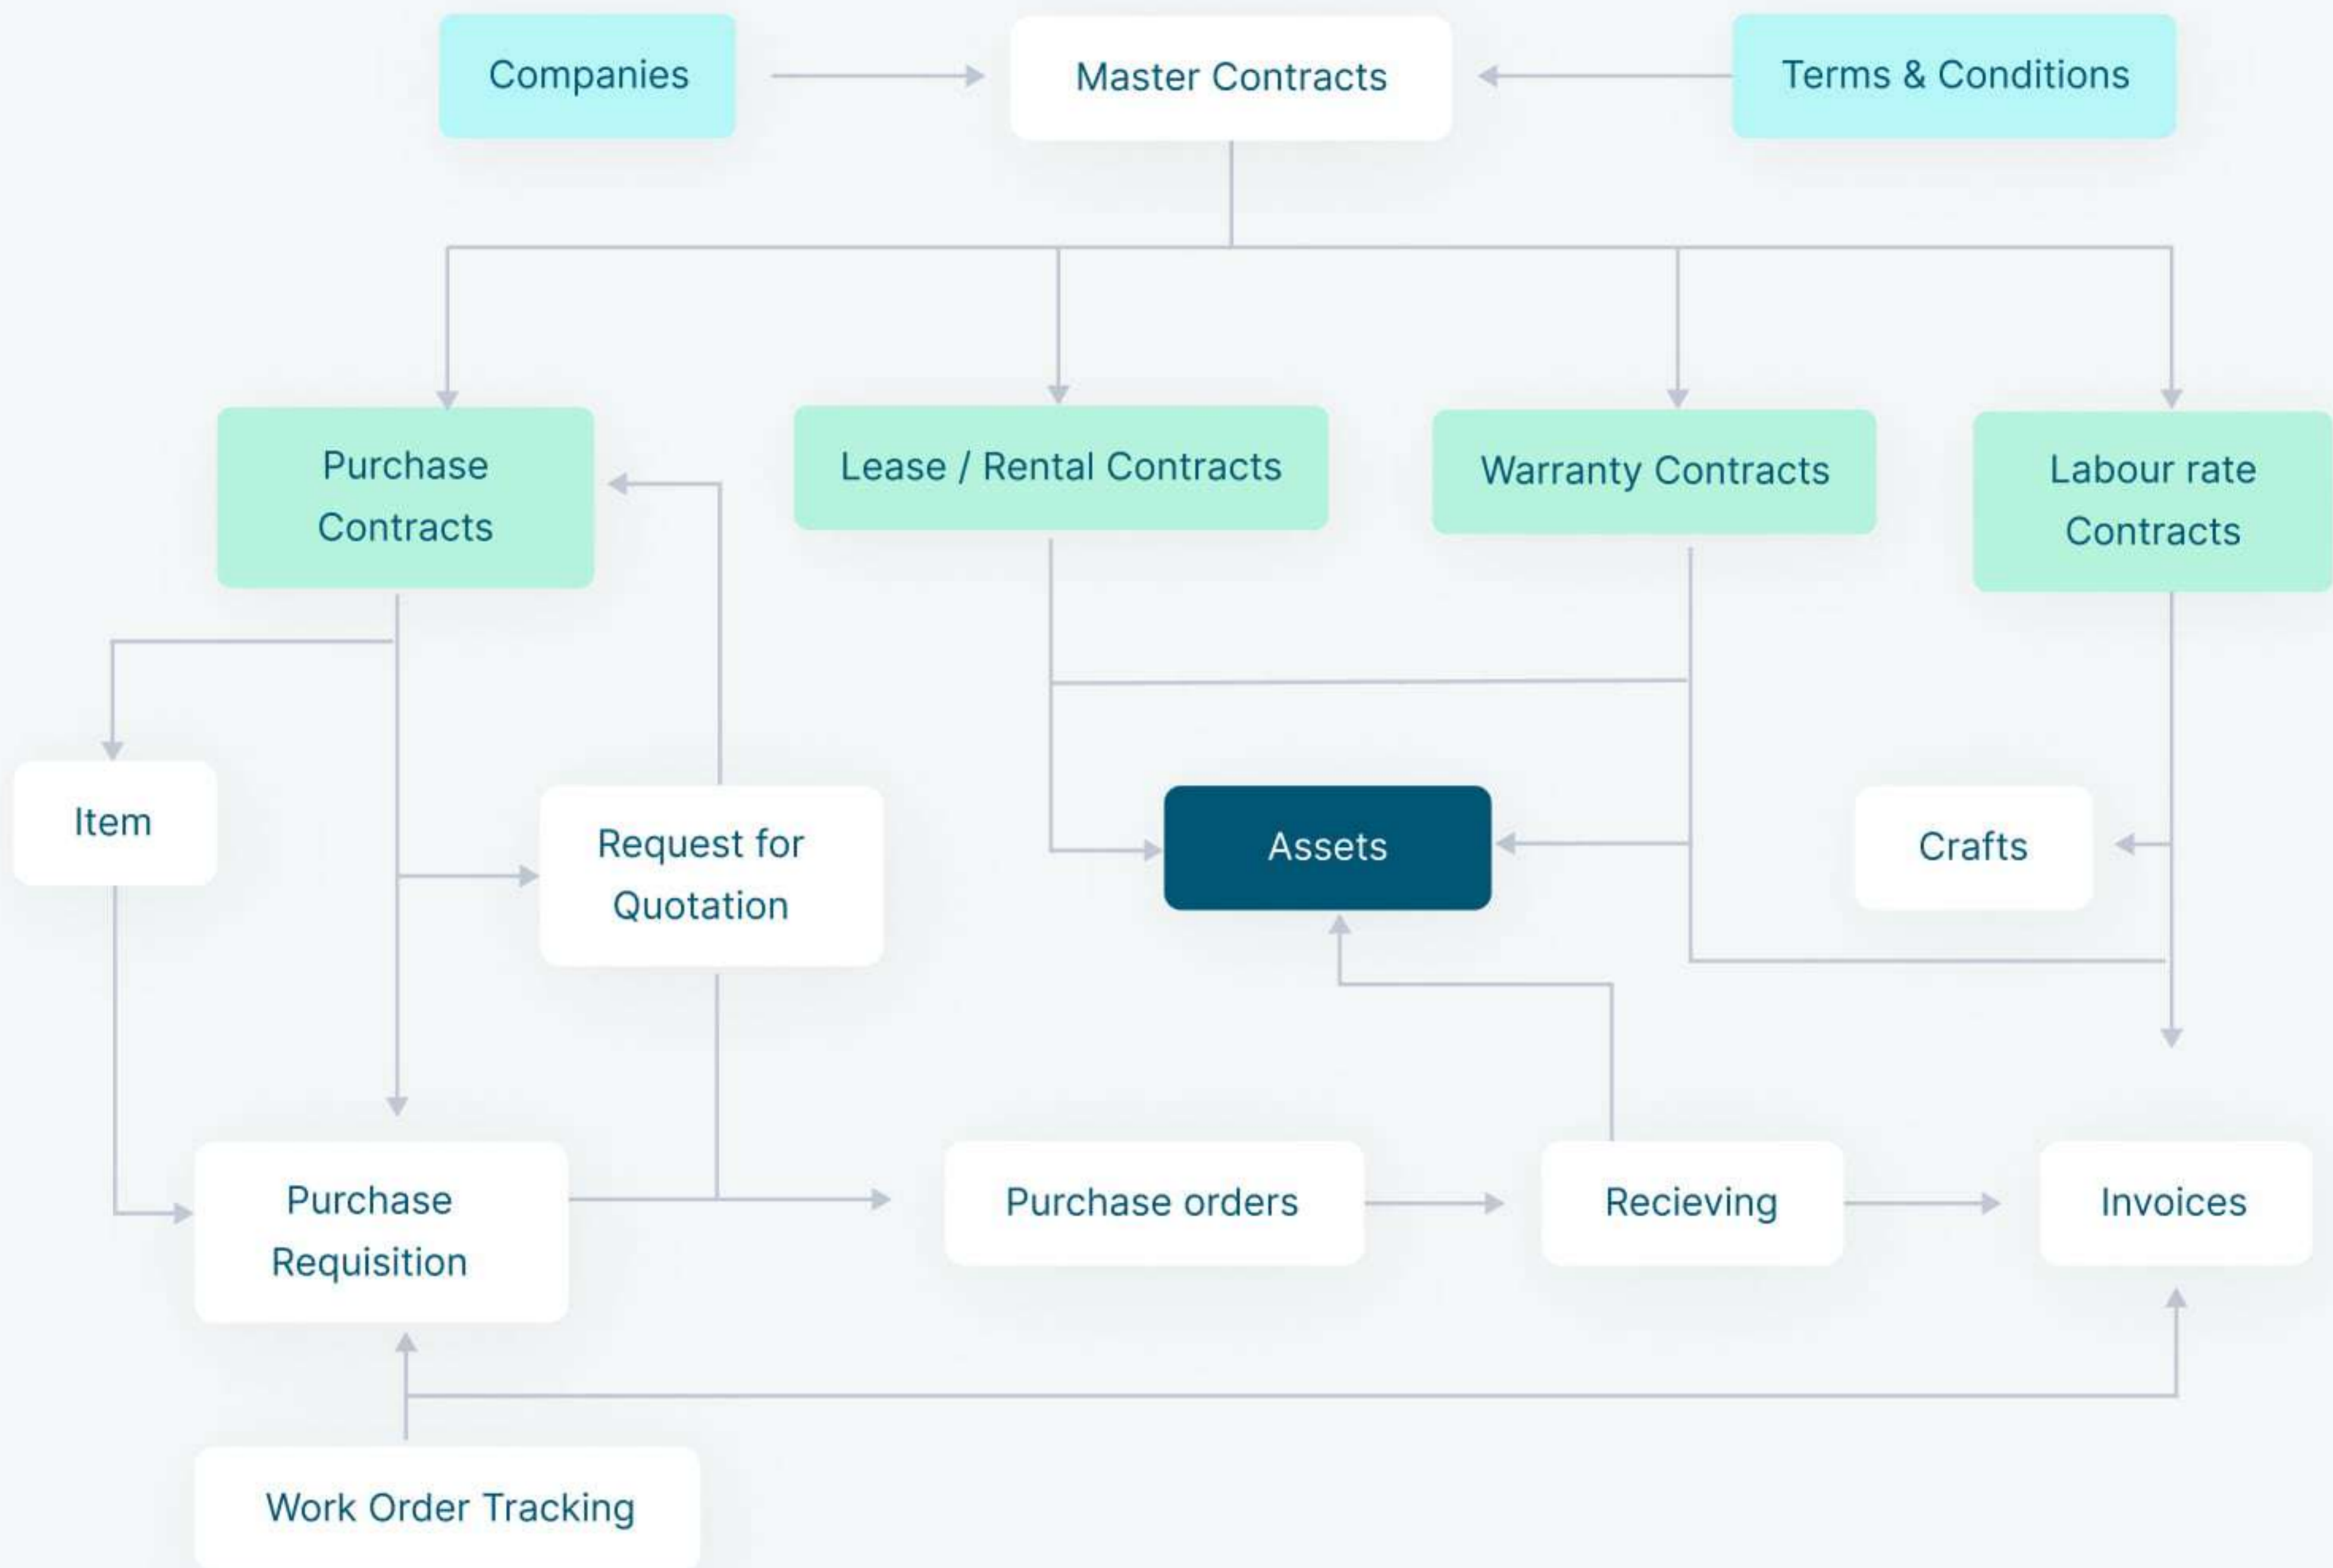 Companies
Master Contracts
Terms & Conditions
Purchase
Contracts
Lease / Rental Contracts
Warranty Contracts
Labour rate
Contracts
Item
Request for
Quotation
Assets
Crafts
Purchase
Requisition
Purchase orders
Recieving
Invoices
Work Order Tracking